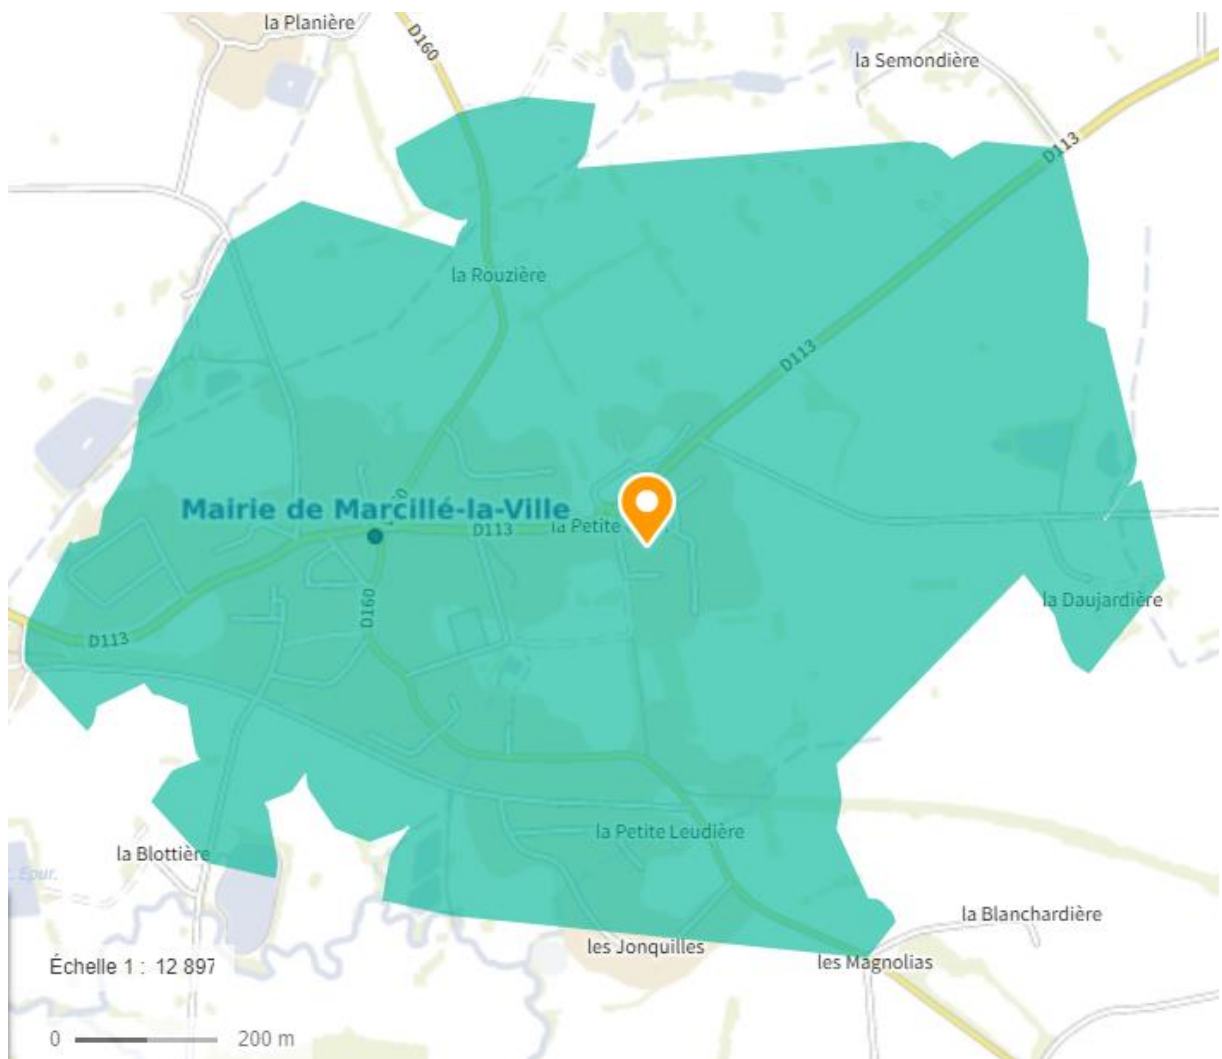 la Planière
D160
la Semondière
D113
la Rouzière
D113
Mairie de Marcillé-la-Ville
la Petite
D113
D160
la Daujardière
D113
la Petite Leudière
la Blottière
Epur.
la Blanchardière
les Jonquilles
les Magnolias
Échelle 1 : 12 897
0 200 m